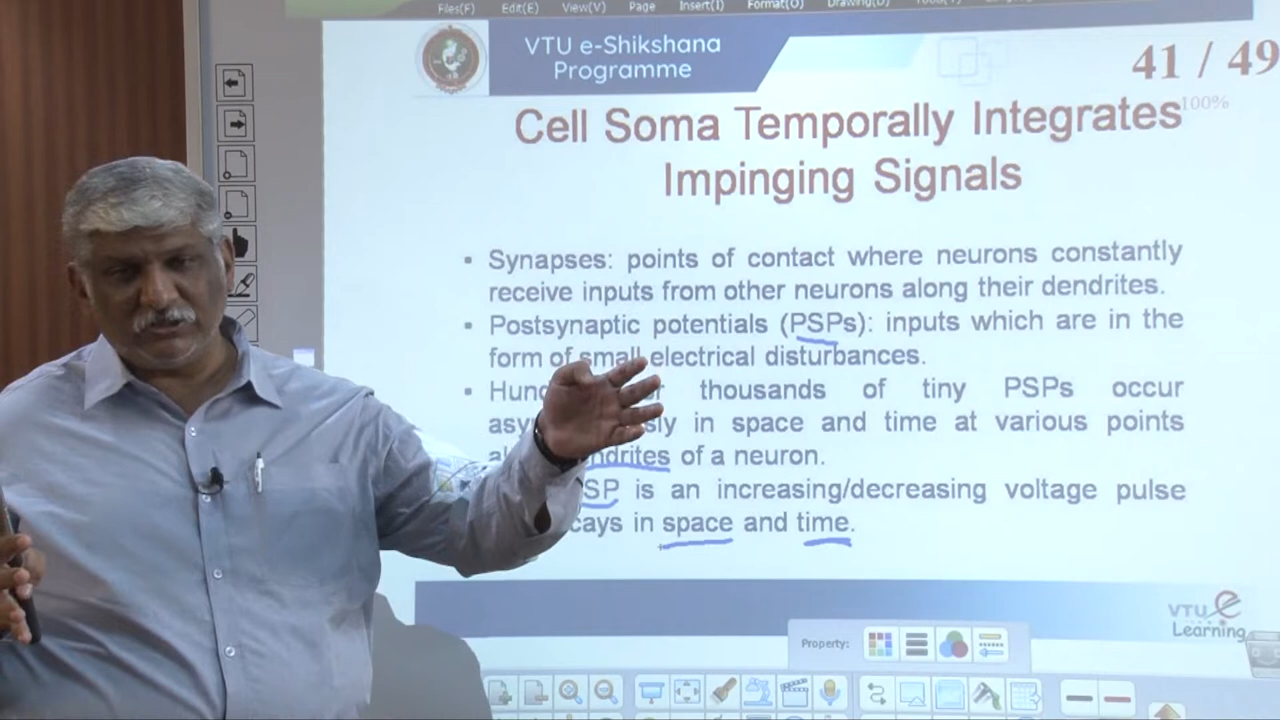 Files(F) Edit(E) View(V) Page Insert(I) Format(O) Drawing(D)
VTU e-Shikshana
Programme
41 / 49
100%
Cell Soma Temporally Integrates
Impinging Signals
▪ Synapses: points of contact where neurons constantly
receive inputs from other neurons along their dendrites.
▪ Postsynaptic potentials (PSPs): inputs which are in the
form of small electrical disturbances.
▪ thousands of tiny PSPs occur
in space and time at various points
of a neuron.
is an increasing/decreasing voltage pulse
in space and time.
VTU e
Learning
Property: